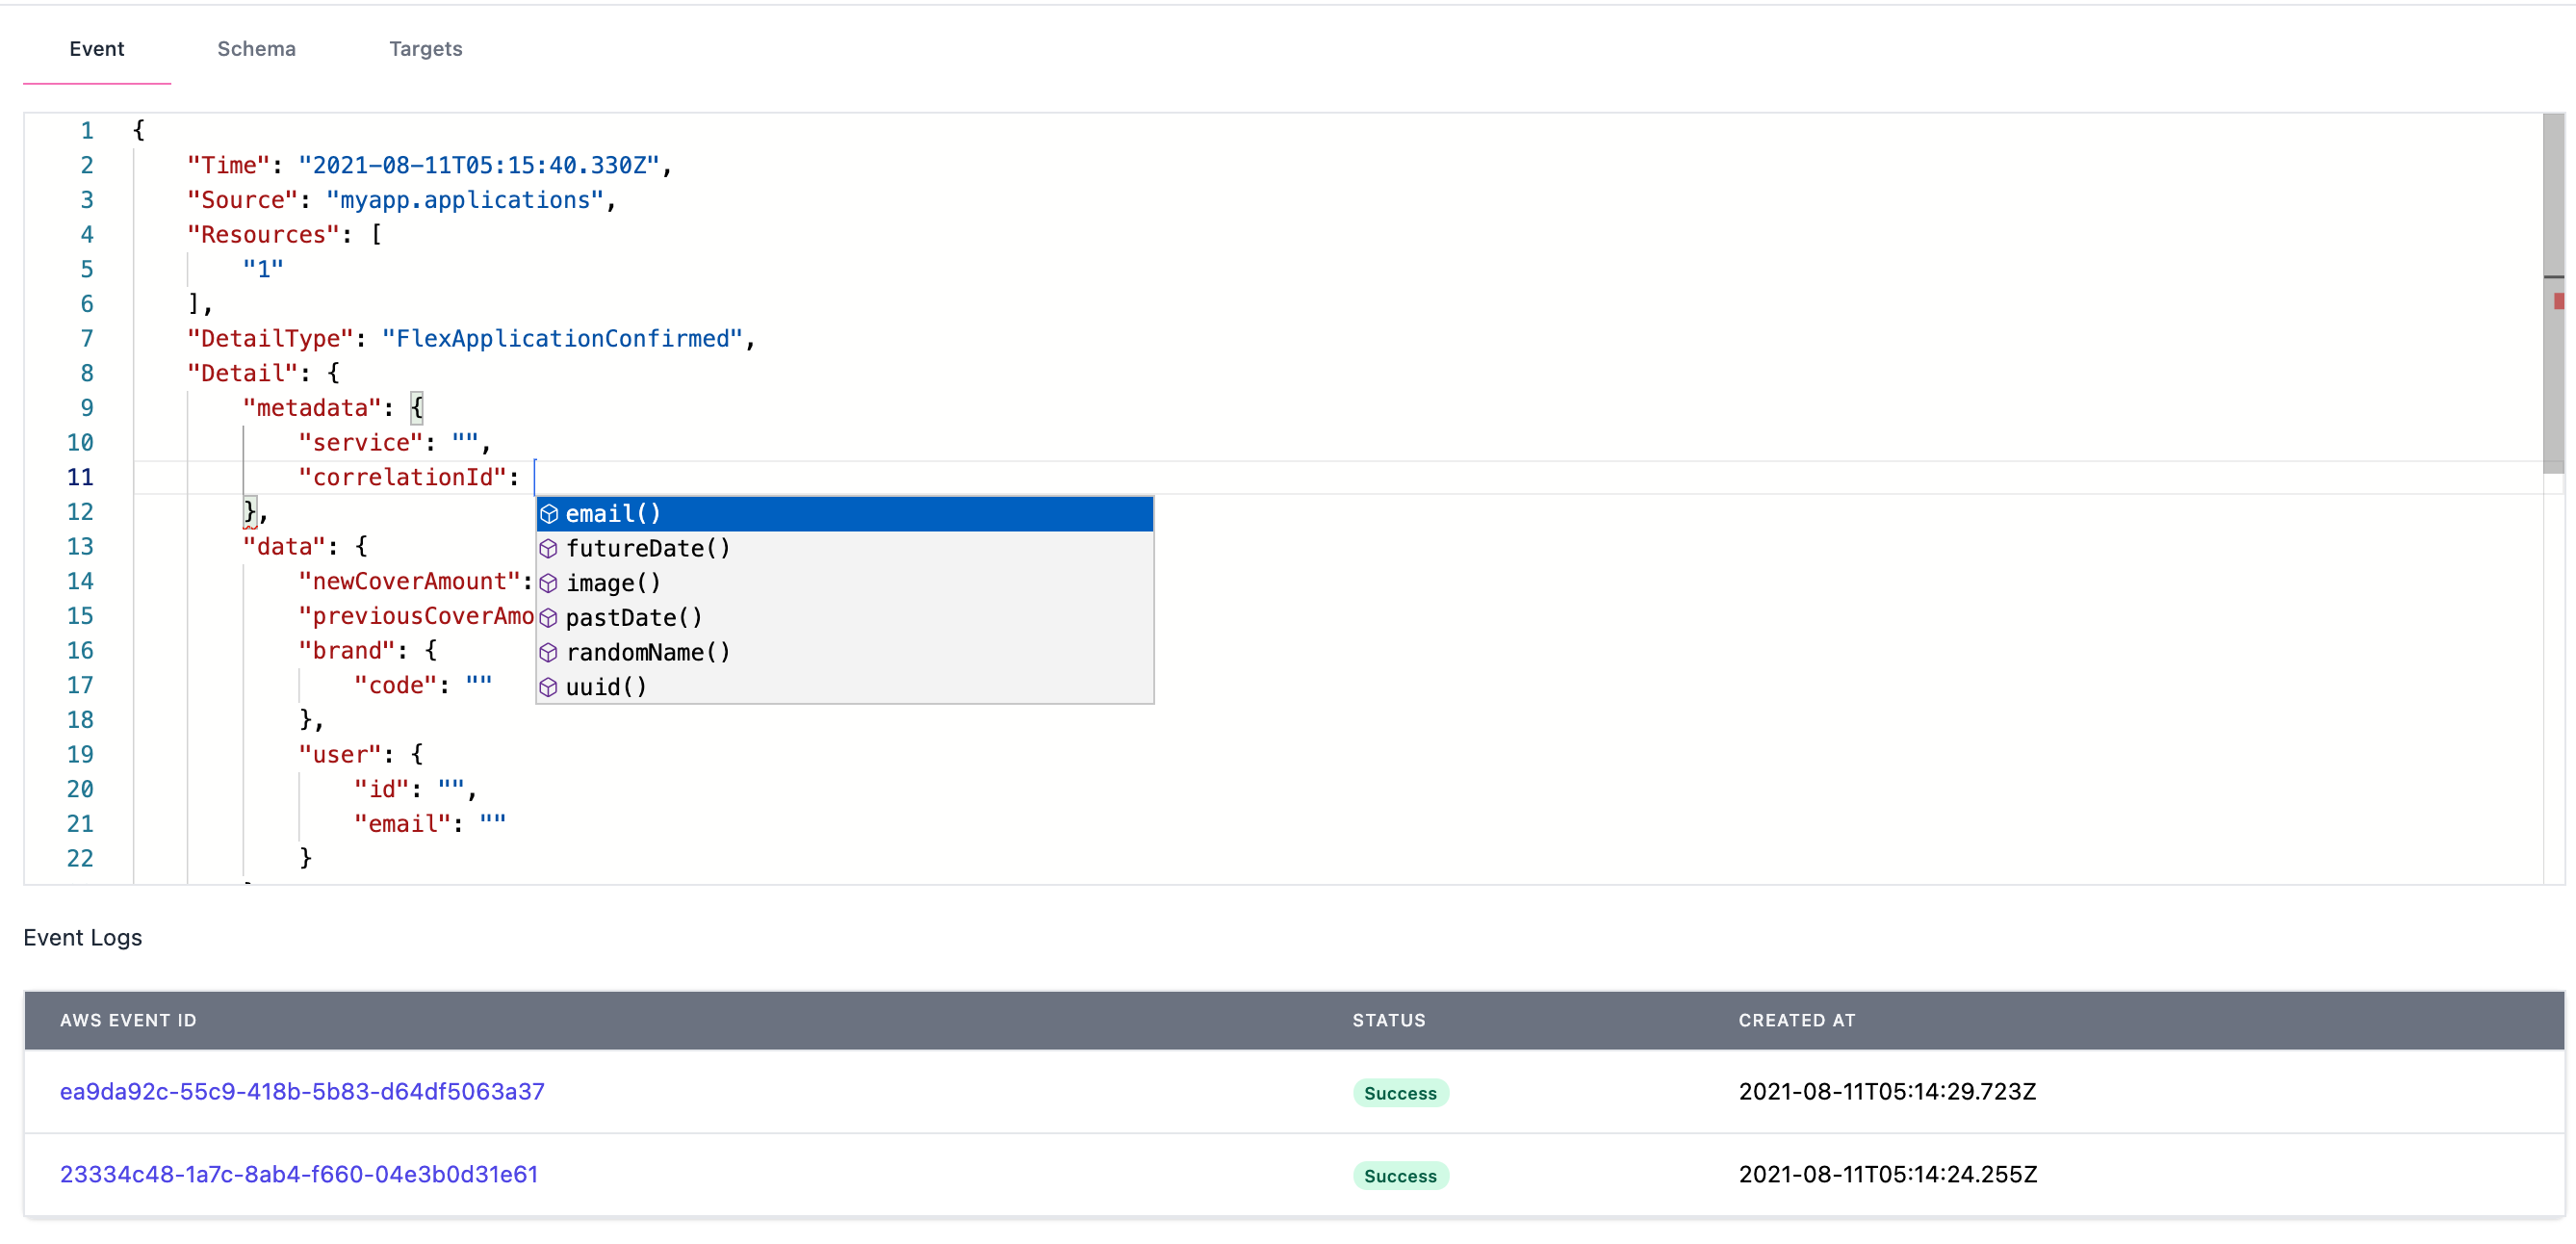 Event Schema Targets
1 {
2 "Time": "2021-08-11T05:15:40.330Z",
3 "Source": "myapp.applications",
4 "Resources": [
5 "1"
6 ],
7 "DetailType": "FlexApplicationConfirmed",
8 "Detail": {
9 "metadata": {
10 "service": "",
11 "correlationId":
12 },
email()
13 "data": {
futureDate()
14 "newCoverAmount":
image()
15 "previousCoverAmo
pastDate()
16 "brand": {
randomName()
17 "code": ""
uuid()
18 },
19 "user": {
20 "id": "",
21 "email": ""
22 }
Event Logs
AWS EVENT ID STATUS CREATED AT
ea9da92c-55c9-418b-5b83-d64df5063a37 Success 2021-08-11T05:14:29.723Z
23334c48-1a7c-8ab4-f660-04e3b0d31e61 Success 2021-08-11T05:14:24.255Z